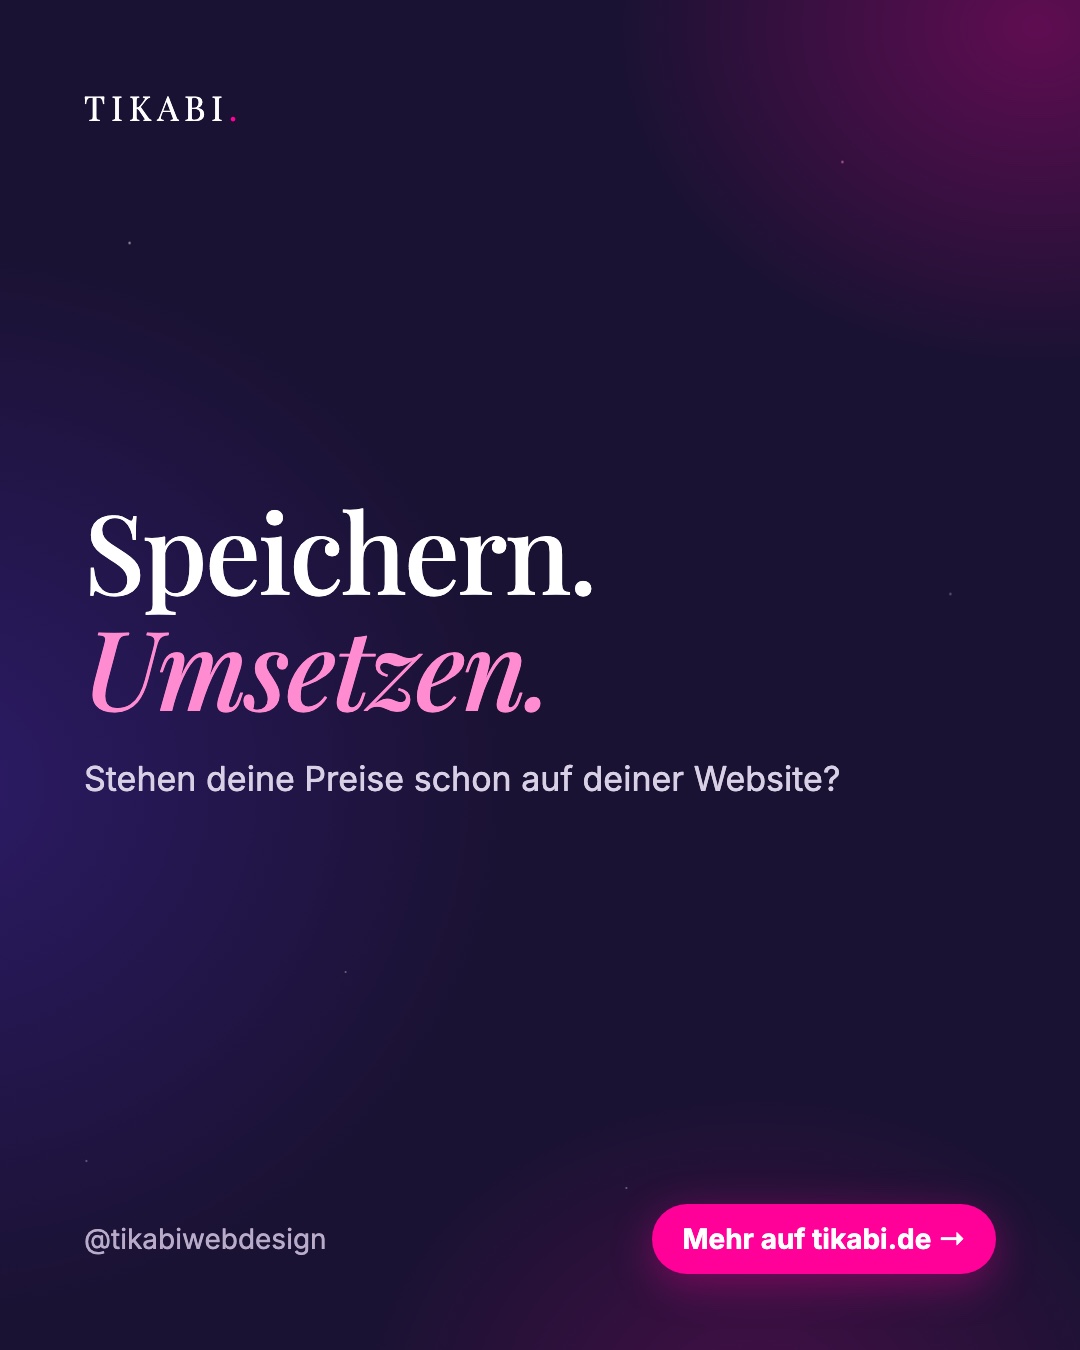 TIKABI.
Speichern.
Umsetzen.
Stehen deine Preise schon auf deiner Website?
@tikabiwebdesign
Mehr auf tikabi.de →